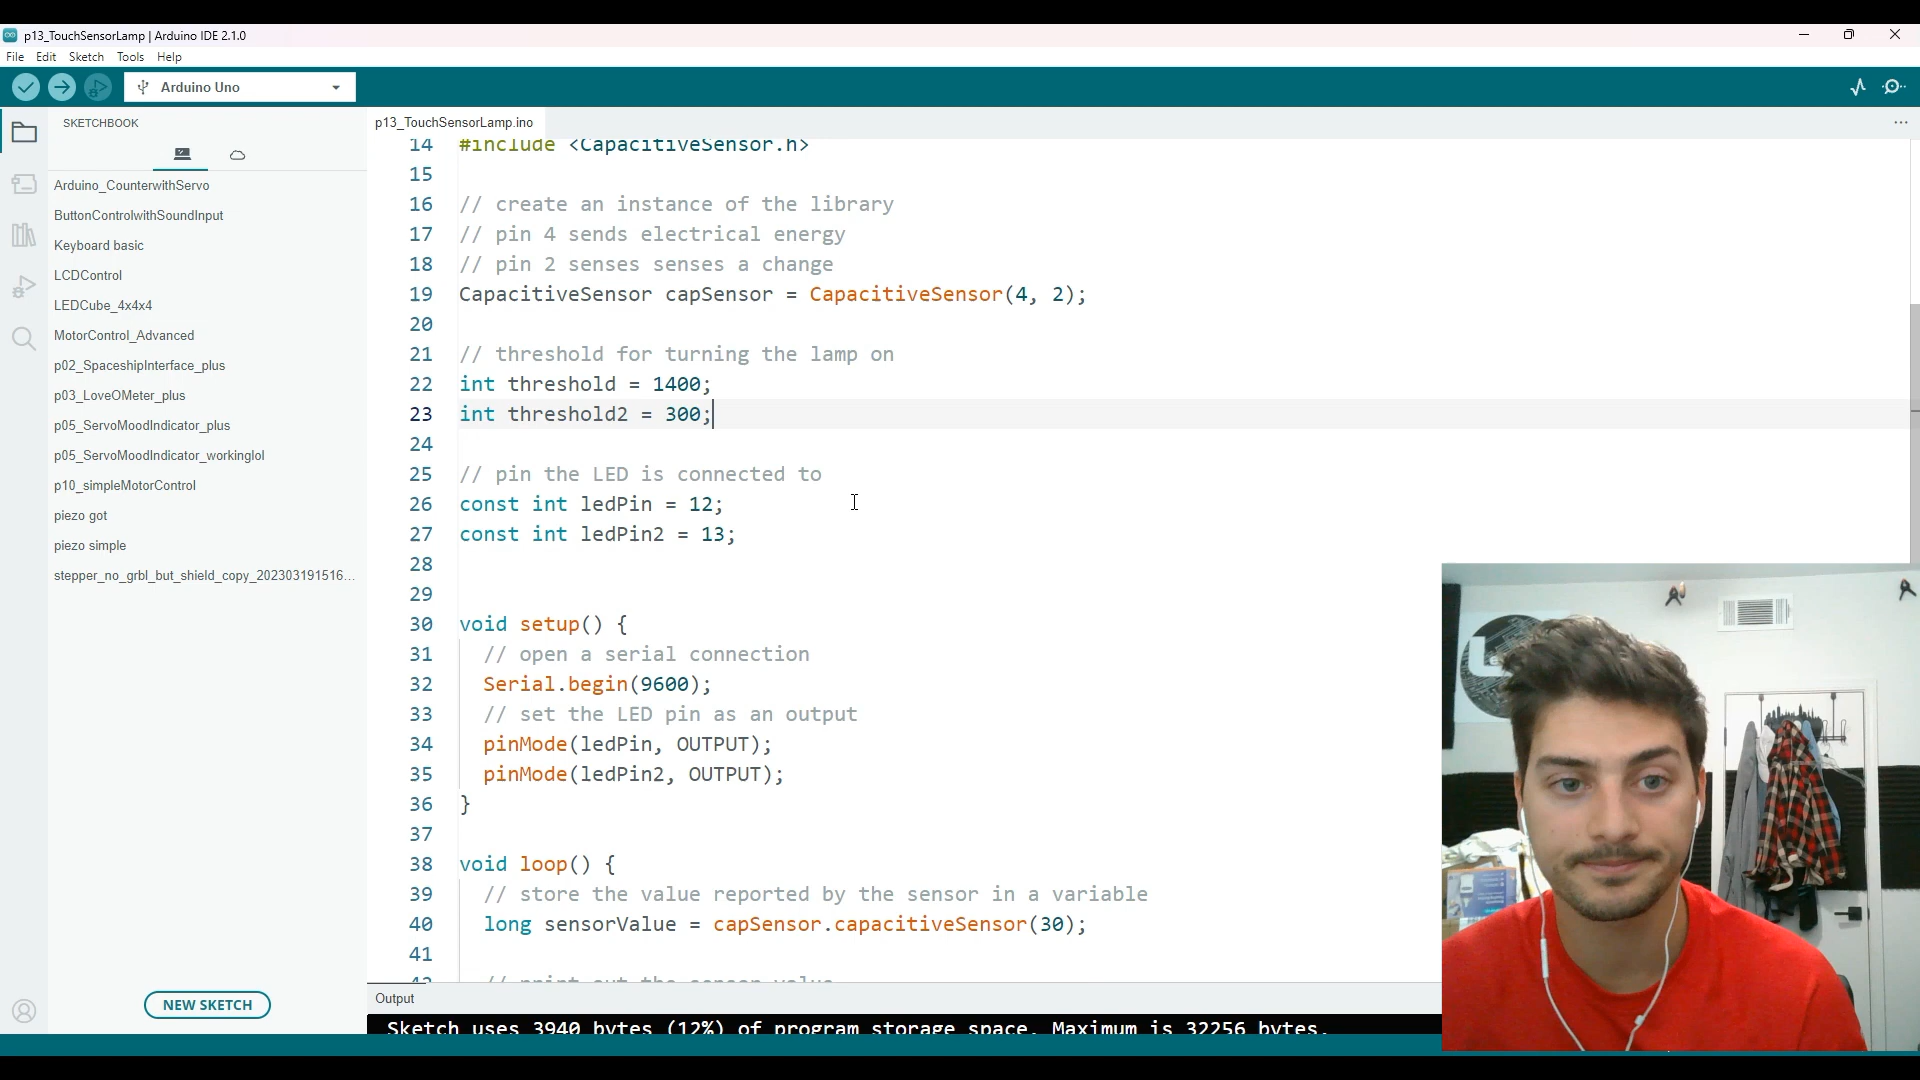 p13_TouchSensorLamp | Arduino IDE 2.1.0
File Edit Sketch Tools Help
Arduino Uno
SKETCHBOOK
Arduino_CounterwithServo
ButtonControlwithSoundInput
Keyboard basic
LCDControl
LEDCube_4x4x4
MotorControl_Advanced
p02_SpaceshipInterface_plus
p03_LoveOMeter_plus
p05_ServoMoodIndicator_plus
p05_ServoMoodIndicator_workinglol
p10_simpleMotorControl
piezo got
piezo simple
stepper_no_grbl_but_shield_copy_202303191516...
NEW SKETCH
p13_TouchSensorLamp.ino
14 #include <CapacitiveSensor.h>
15
16 // create an instance of the library
17 // pin 4 sends electrical energy
18 // pin 2 senses senses a change
19 CapacitiveSensor capSensor = CapacitiveSensor(4, 2);
20
21 // threshold for turning the lamp on
22 int threshold = 1400;
23 int threshold2 = 300;
24
25 // pin the LED is connected to
26 const int ledPin = 12;
27 const int ledPin2 = 13;
28
29
30 void setup() {
31 // open a serial connection
32 Serial.begin(9600);
33 // set the LED pin as an output
34 pinMode(ledPin, OUTPUT);
35 pinMode(ledPin2, OUTPUT);
36 }
37
38 void loop() {
39 // store the value reported by the sensor in a variable
40 long sensorValue = capSensor.capacitiveSensor(30);
41
42 // print out the sensor value
Output
Sketch uses 3940 bytes (12%) of program storage space. Maximum is 32256 bytes.